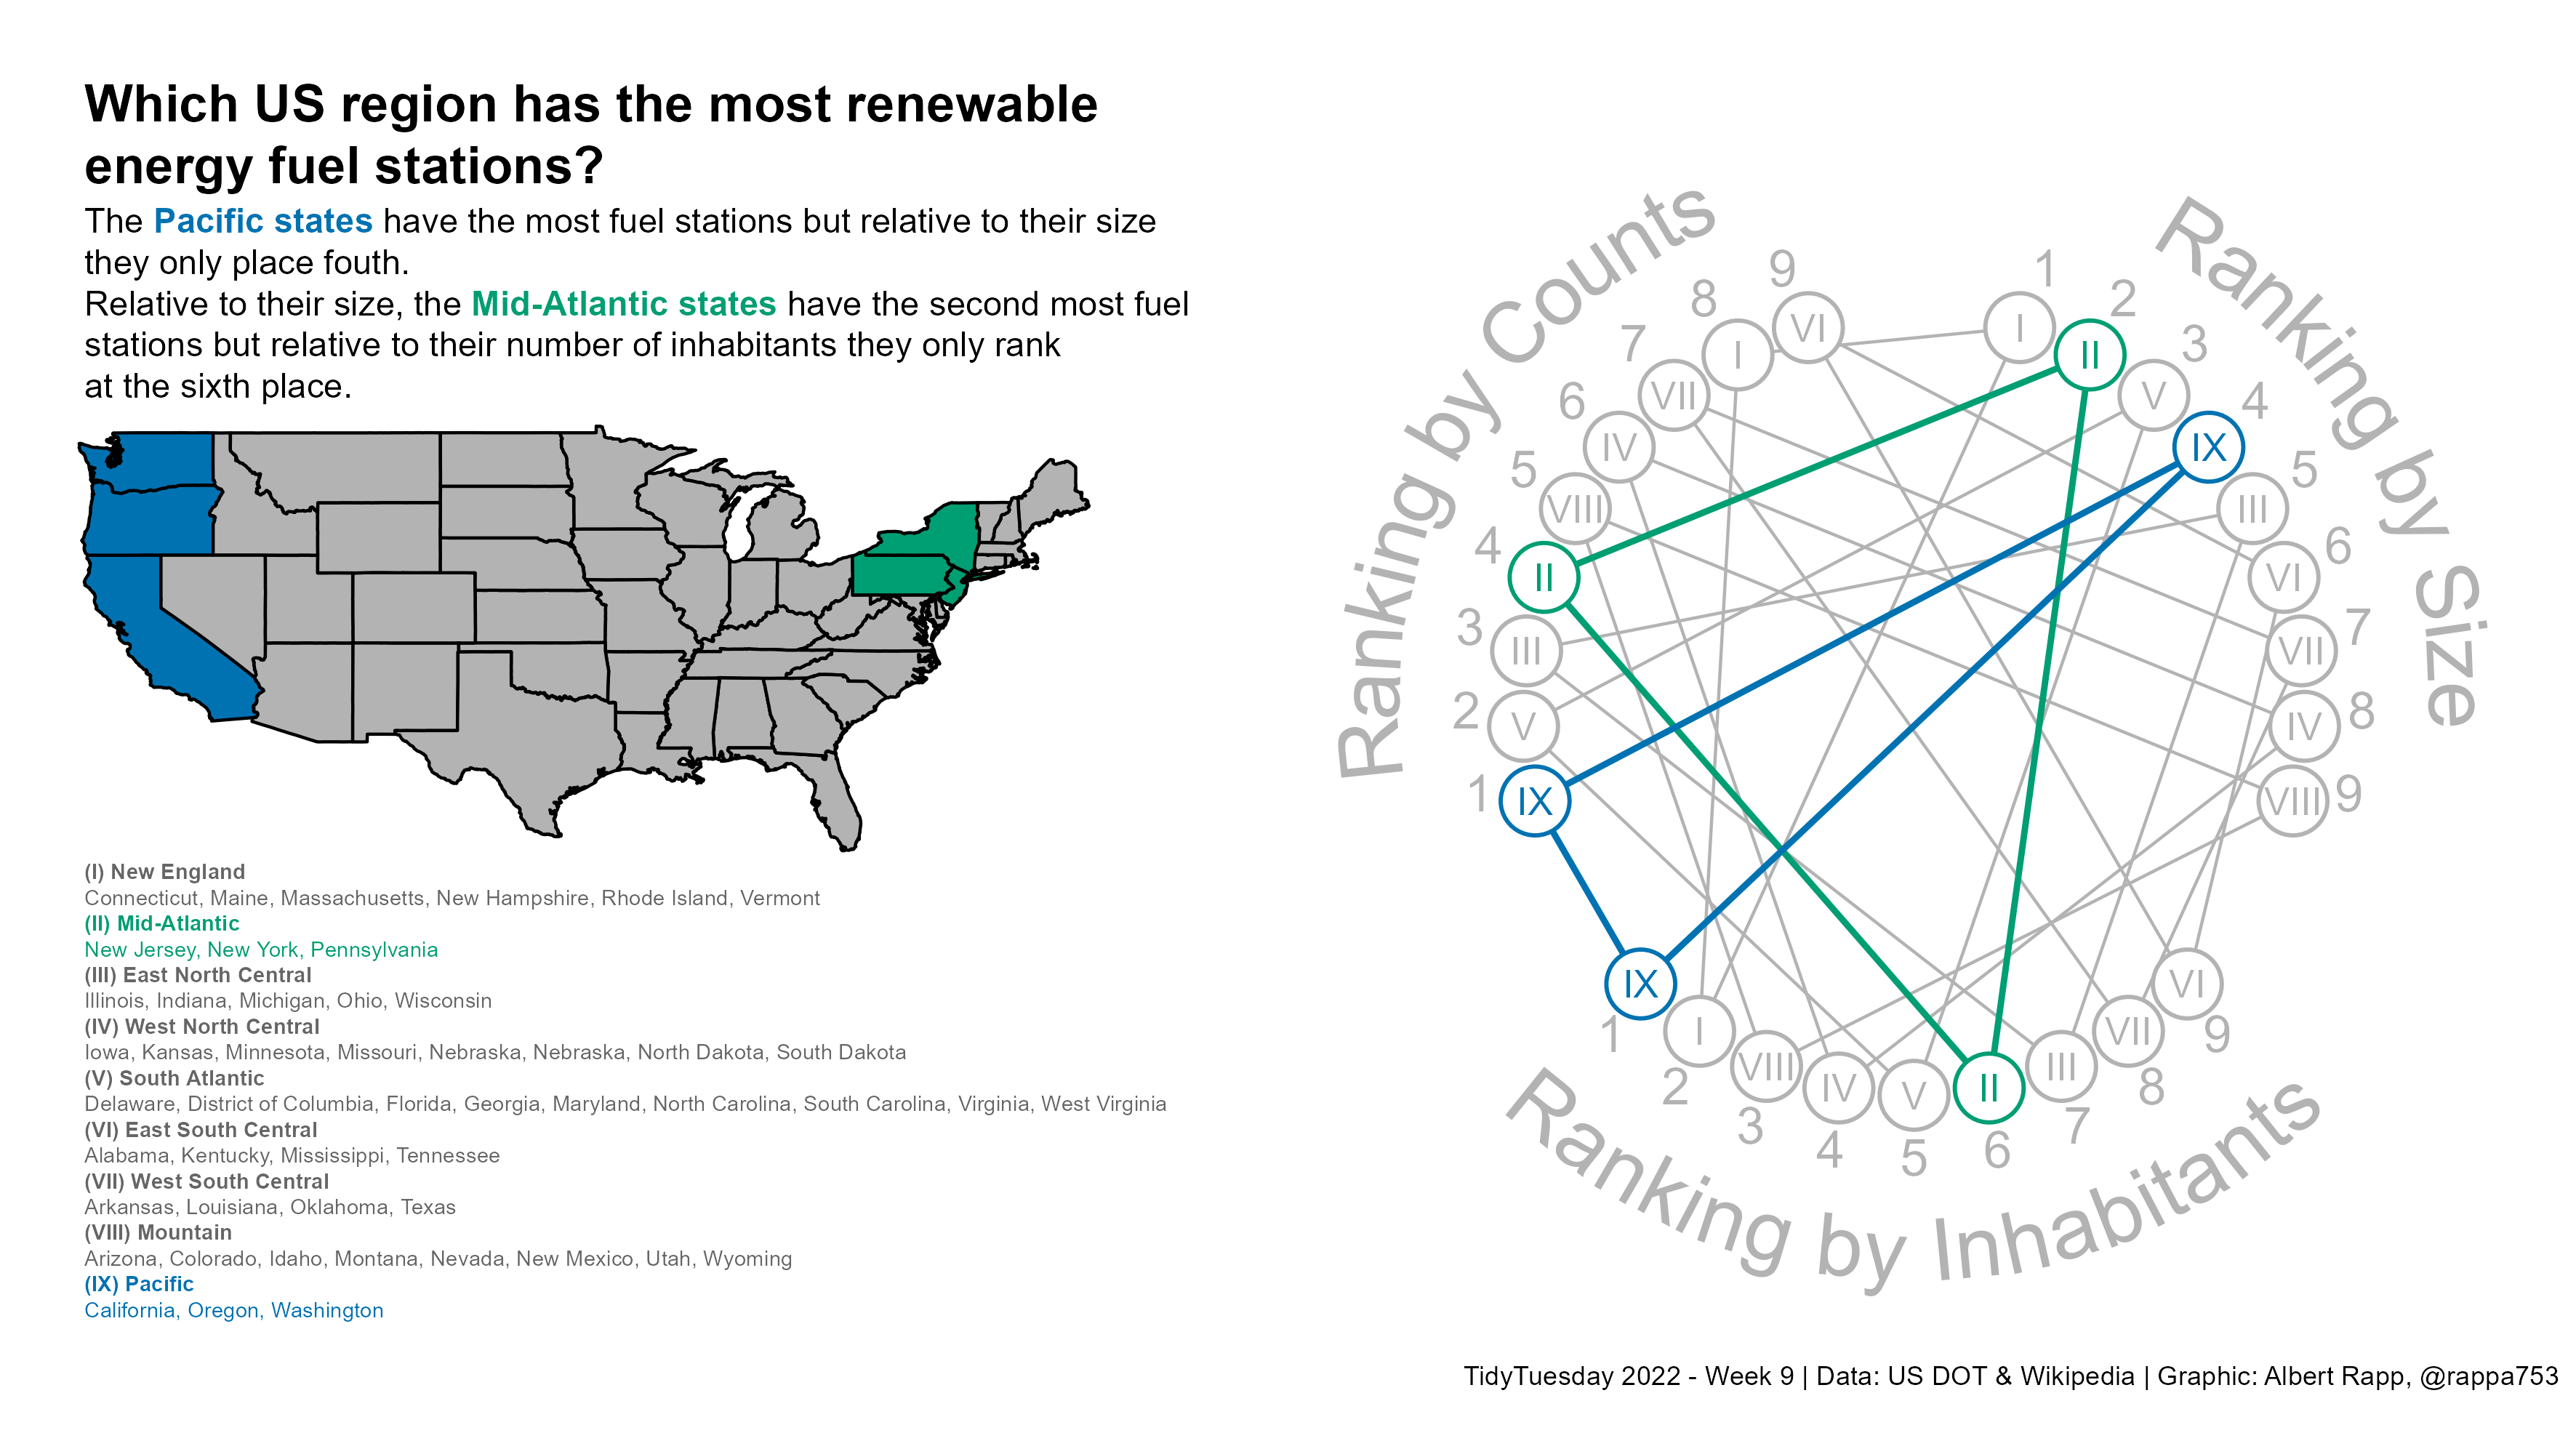 Which US region has the most renewable
energy fuel stations?
The Pacific states have the most fuel stations but relative to their size
they only place fouth.
Relative to their size, the Mid-Atlantic states have the second most fuel
stations but relative to their number of inhabitants they only rank
at the sixth place.
(I) New England
Connecticut, Maine, Massachusetts, New Hampshire, Rhode Island, Vermont
(II) Mid-Atlantic
New Jersey, New York, Pennsylvania
(III) East North Central
Illinois, Indiana, Michigan, Ohio, Wisconsin
(IV) West North Central
Iowa, Kansas, Minnesota, Missouri, Nebraska, Nebraska, North Dakota, South Dakota
(V) South Atlantic
Delaware, District of Columbia, Florida, Georgia, Maryland, North Carolina, South Carolina, Virginia, West Virginia
(VI) East South Central
Alabama, Kentucky, Mississippi, Tennessee
(VII) West South Central
Arkansas, Louisiana, Oklahoma, Texas
(VIII) Mountain
Arizona, Colorado, Idaho, Montana, Nevada, New Mexico, Utah, Wyoming
(IX) Pacific
California, Oregon, Washington
Ranking by Counts
1 IX
2 V
3 III
4 II
5 VIII
6 IV
7 VII
8 I
9 VI
Ranking by Size
1 I
2 II
3 V
4 IX
5 III
6 VI
7 VII
8 IV
9 VIII
Ranking by Inhabitants
1 IX
2 I
3 VIII
4 IV
5 V
6 II
7 III
8 VII
9 VI
TidyTuesday 2022 - Week 9 | Data: US DOT & Wikipedia | Graphic: Albert Rapp, @rappa753